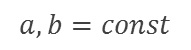 a, b = const